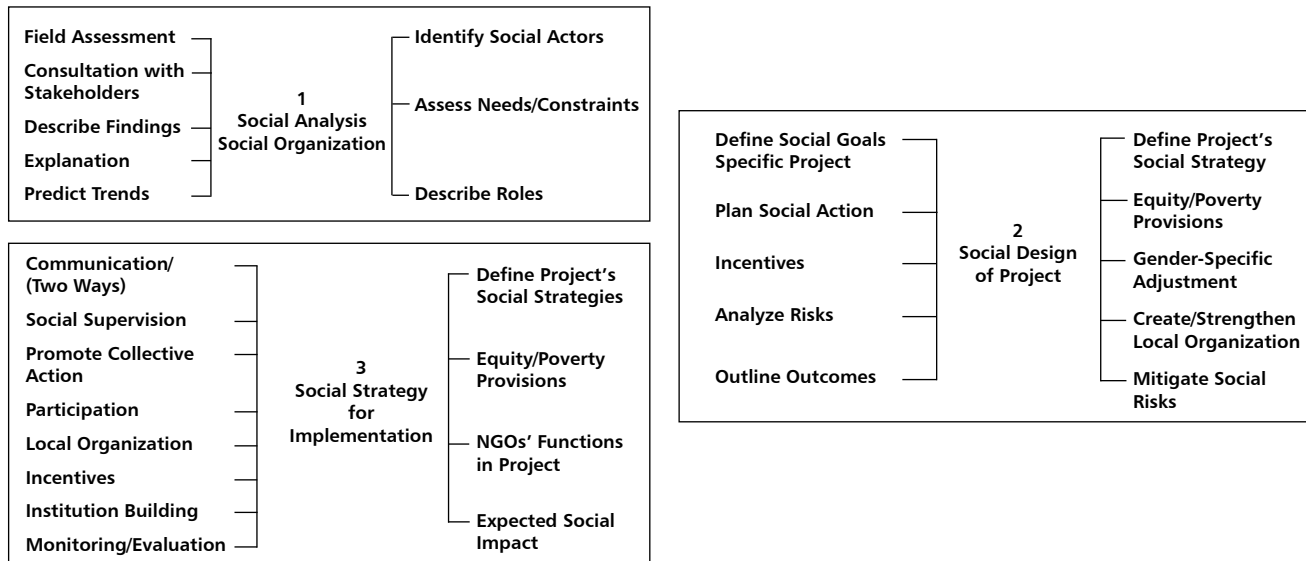 Field Assessment
Consultation with
Stakeholders
Describe Findings
Explanation
Predict Trends
1
Social Analysis
Social Organization
Identify Social Actors
Assess Needs/Constraints
Describe Roles
Define Social Goals
Specific Project
Plan Social Action
Incentives
Analyze Risks
Outline Outcomes
2
Social Design
of Project
Define Project’s
Social Strategy
Equity/Poverty
Provisions
Gender-Specific
Adjustment
Create/Strengthen
Local Organization
Mitigate Social
Risks
Communication/
(Two Ways)
Social Supervision
Promote Collective
Action
Participation
Local Organization
Incentives
Institution Building
Monitoring/Evaluation
3
Social Strategy
for
Implementation
Define Project’s
Social Strategies
Equity/Poverty
Provisions
NGOs’ Functions
in Project
Expected Social
Impact